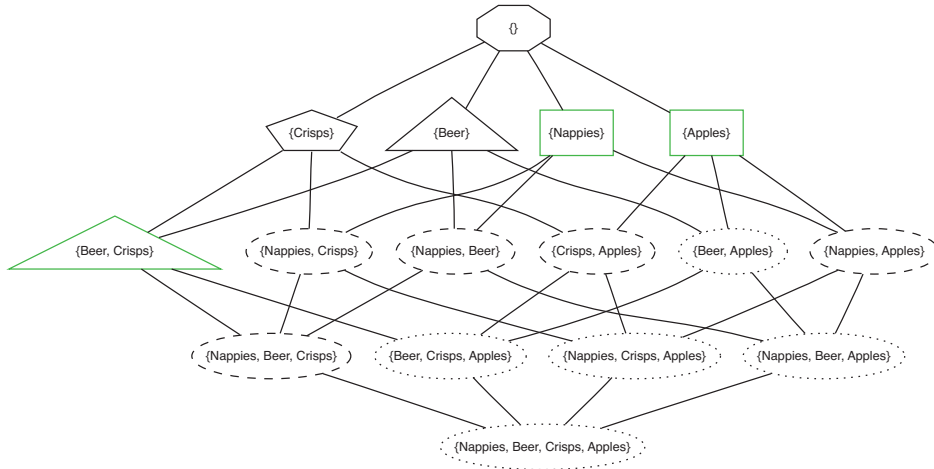 {}
{Crisps}
{Beer}
{Nappies}
{Apples}
{Beer, Crisps}
{Nappies, Crisps}
{Nappies, Beer}
{Crisps, Apples}
{Beer, Apples}
{Nappies, Apples}
{Nappies, Beer, Crisps}
{Beer, Crisps, Apples}
{Nappies, Crisps, Apples}
{Nappies, Beer, Apples}
{Nappies, Beer, Crisps, Apples}